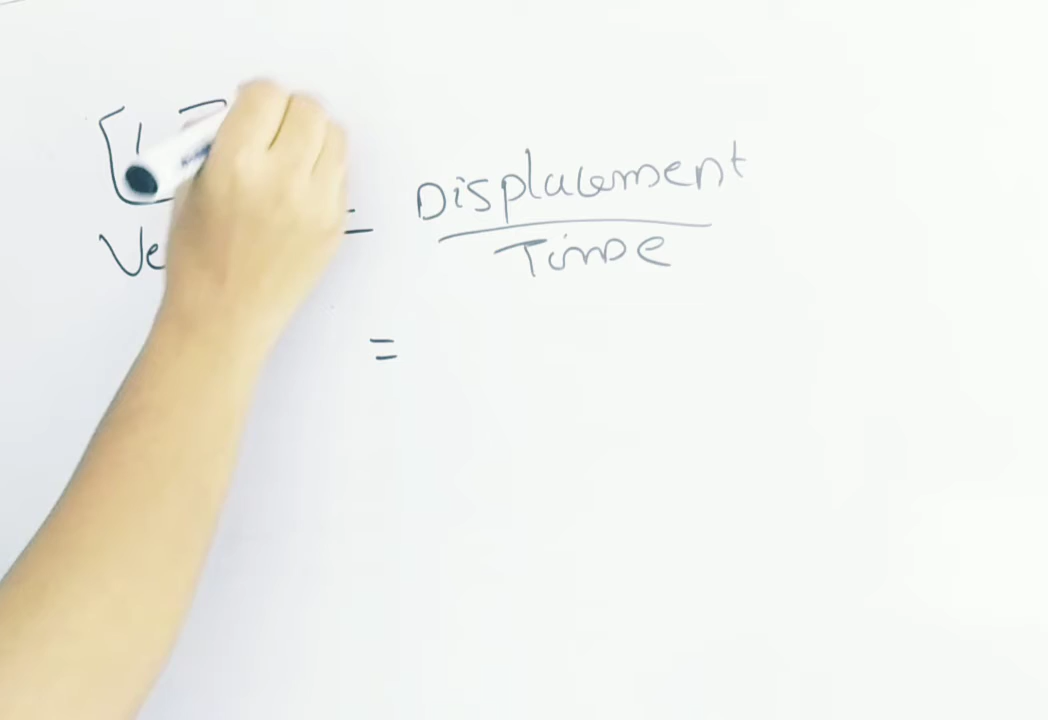 Ve = Displacement
Time
=